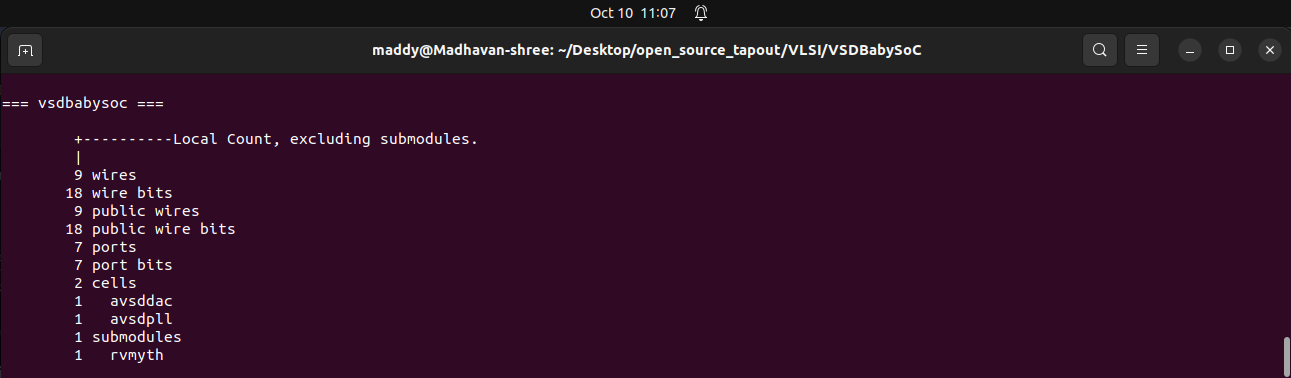 Oct 10 11:07
maddy@Madhavan-shree: ~/Desktop/open_source_tapout/VLSI/VSDBabySoC
=== vsdbabysoc ===
+----------Local Count, excluding submodules.
|
9 wires
18 wire bits
9 public wires
18 public wire bits
7 ports
7 port bits
2 cells
1   avsddac
1   avsdpll
1 submodules
1   rvmyth